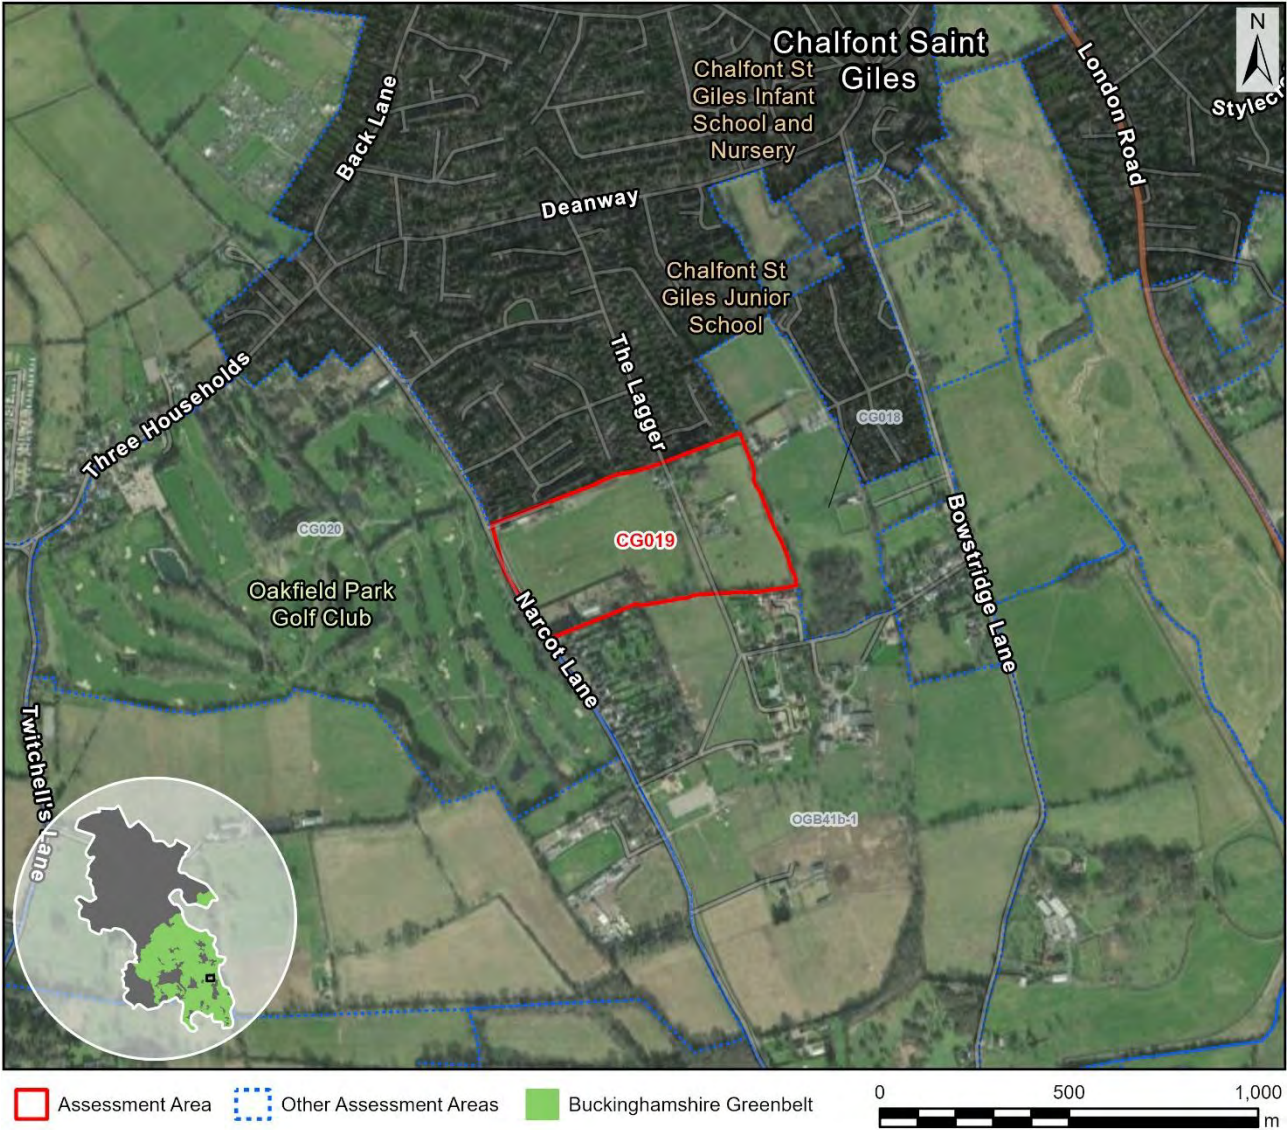 Chalfont Saint
Giles
N
Chalfont St
Giles Infant
School and
Nursery
London Road
Back Lane
Deanway
Chalfont St
Giles Junior
School
The Lagger
Three Households
CG018
CG020
CG019
Bowstridge Lane
Oakfield Park
Golf Club
Narcot Lane
Twitchell's Lane
OGB41b-1
Assessment Area
Other Assessment Areas
Buckinghamshire Greenbelt
0 500 1,000
m